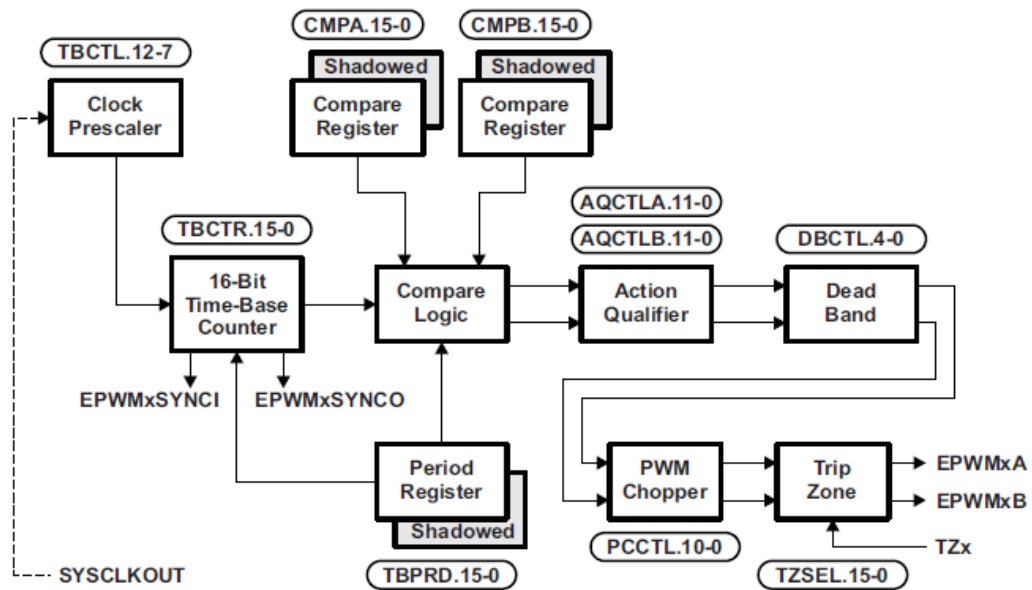 CMPA.15-0
CMPB.15-0
TBCTL.12-7
Shadowed
Shadowed
Clock
Prescaler
Compare
Register
Compare
Register
AQCTLA.11-0
TBCTR.15-0
AQCTLB.11-0
DBCTL.4-0
16-Bit
Time-Base
Counter
Compare
Logic
Action
Qualifier
Dead
Band
EPWMxSYNCI
EPWMxSYNCO
Period
Register
Shadowed
PWM
Chopper
Trip
Zone
EPWMxA
EPWMxB
PCCTL.10-0
TZx
SYSCLKOUT
TBPRD.15-0
TZSEL.15-0